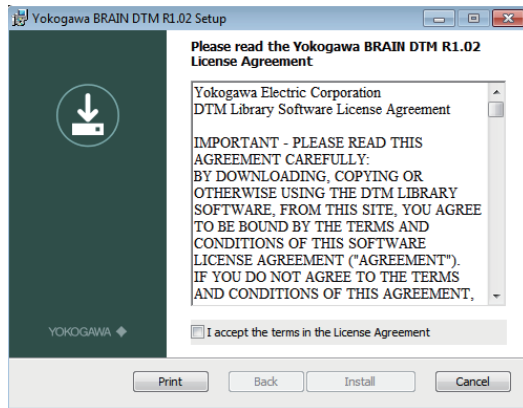 Yokogawa BRAIN DTM R1.02 Setup
Please read the Yokogawa BRAIN DTM R1.02
License Agreement
Yokogawa Electric Corporation
DTM Library Software License Agreement
IMPORTANT - PLEASE READ THIS
AGREEMENT CAREFULLY:
BY DOWNLOADING, COPYING OR
OTHERWISE USING THE DTM LIBRARY
SOFTWARE, FROM THIS SITE, YOU AGREE
TO BE BOUND BY THE TERMS AND
CONDITIONS OF THIS SOFTWARE
LICENSE AGREEMENT ("AGREEMENT").
IF YOU DO NOT AGREE TO THE TERMS
AND CONDITIONS OF THIS AGREEMENT,
YOKOGAWA
I accept the terms in the License Agreement
Print Back Install Cancel